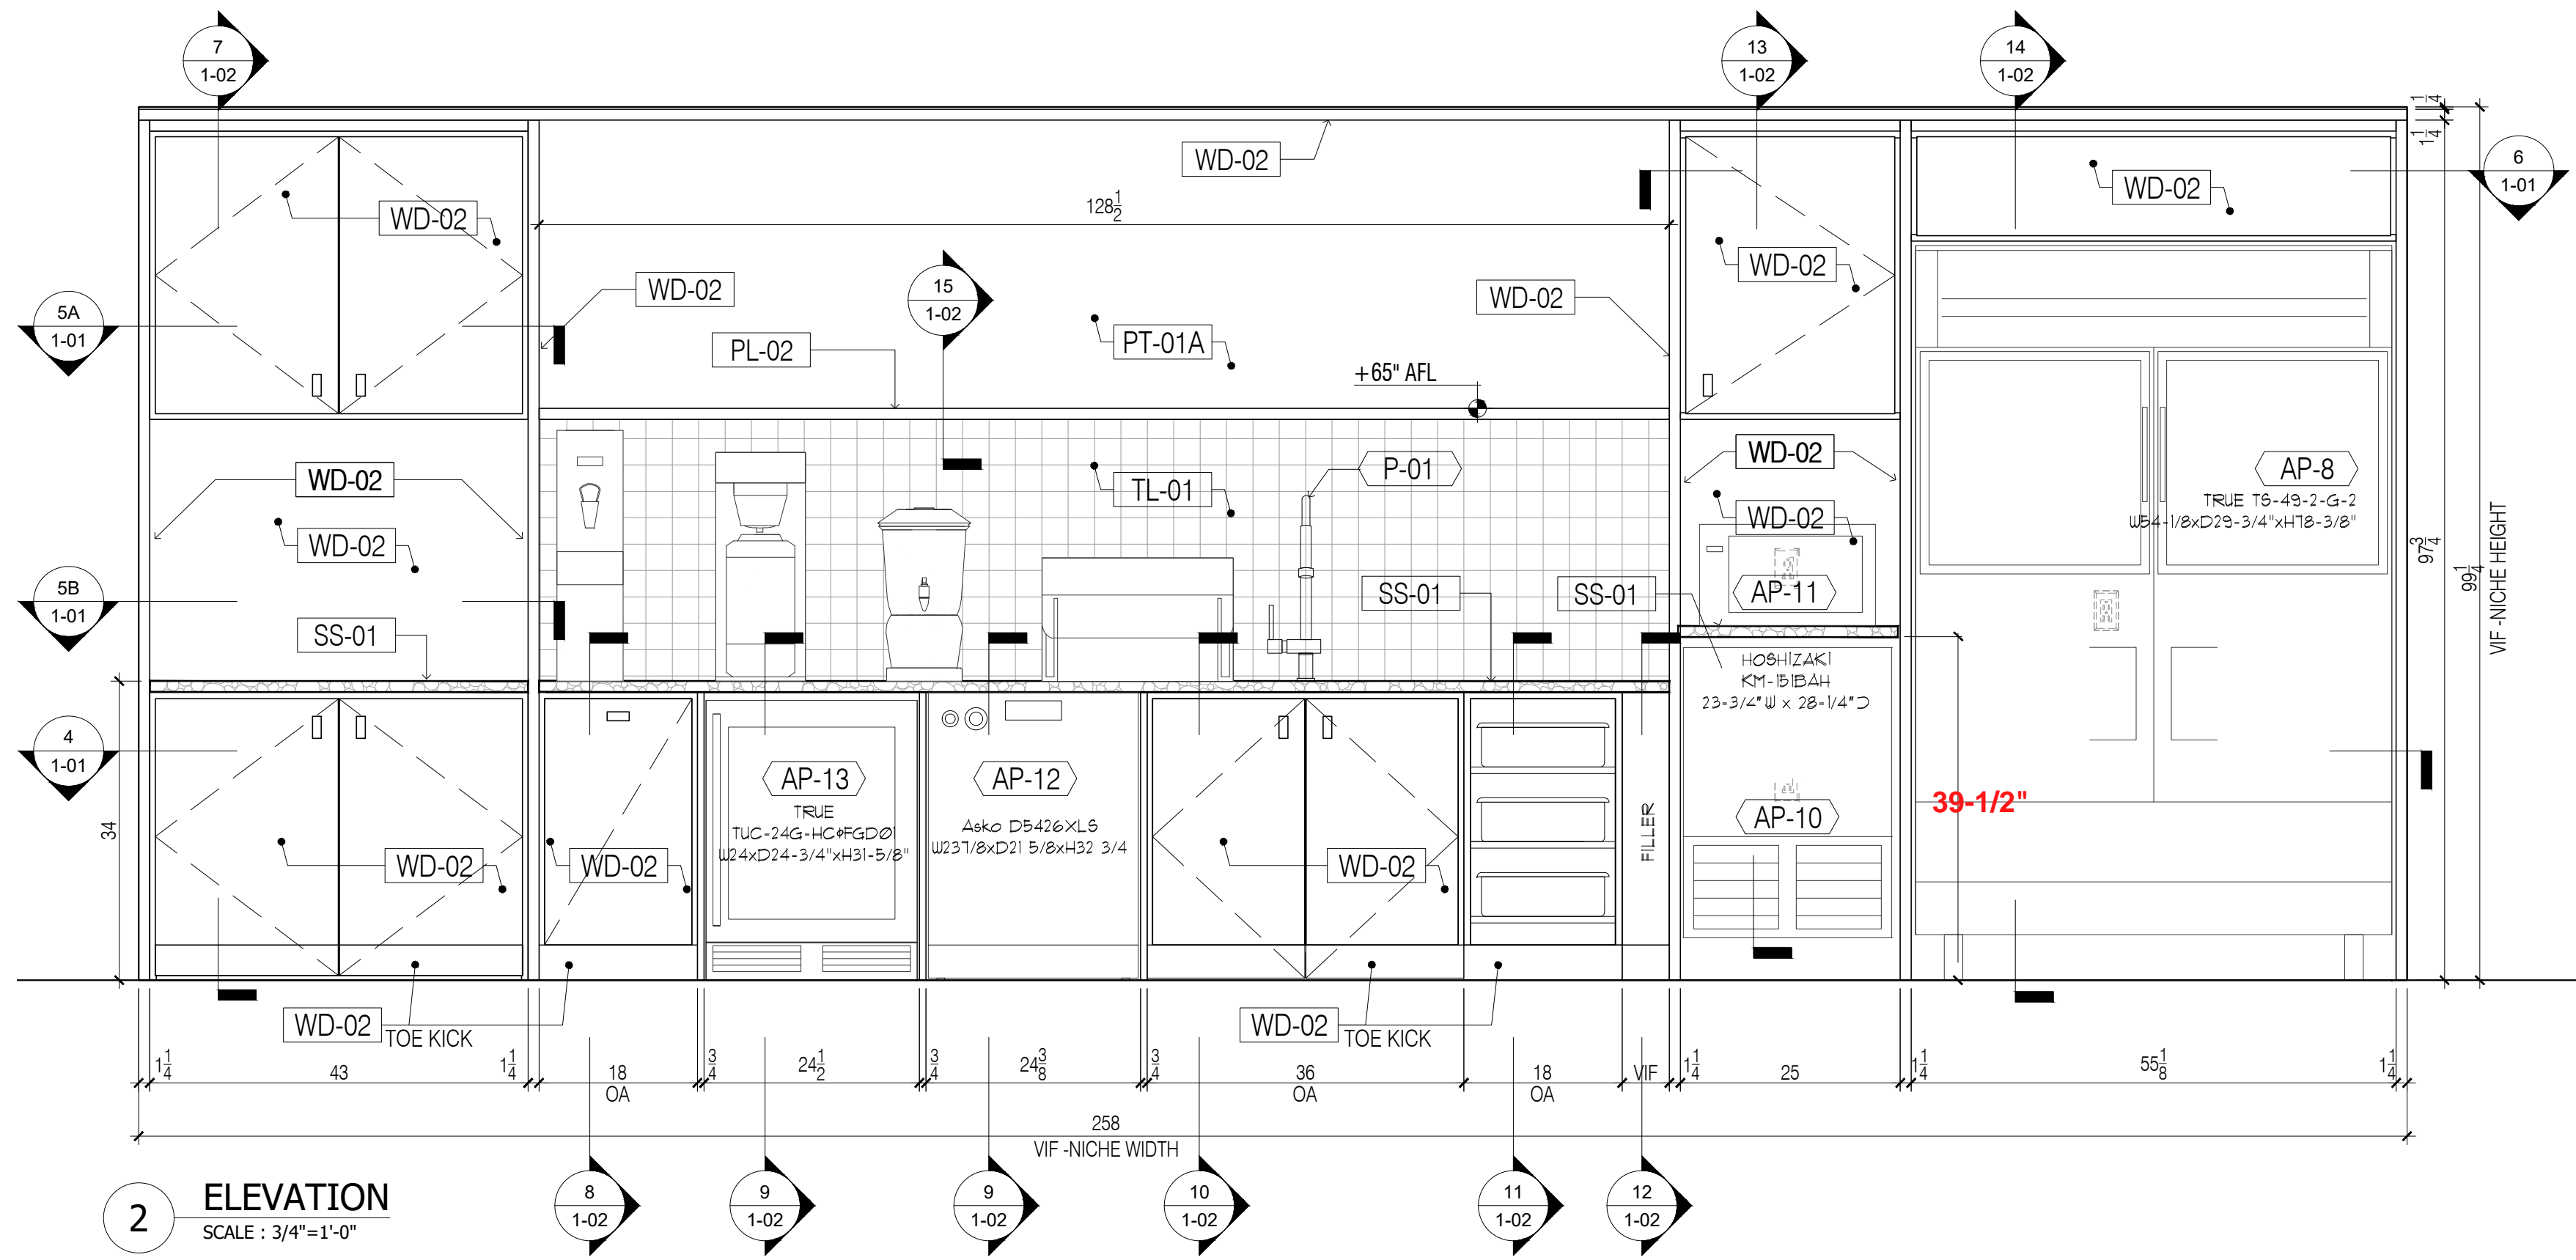 7
1-02
13
1-02
14
1-02
1 1/4
1 1/4
WD-02
WD-02
6
1-01
WD-02
128 1/2
WD-02
WD-02
WD-02
15
1-02
5A
1-01
PT-01A
PL-02
+65" AFL
WD-02
P-01
AP-8
WD-02
TL-01
TRUE TS-49-2-G-2
W54-1/8xD29-3/4"xH78-3/8"
WD-02
WD-02
97 3/4
99 1/4
VIF -NICHE HEIGHT
5B
1-01
SS-01
SS-01
AP-11
SS-01
HOSHIZAKI
KM-151BAH
23-3/4" W x 28-1/4" D
4
1-01
34
AP-13
TRUE
TUC-24G-HC~FGD01
W24xD24-3/4"xH31-5/8"
AP-12
Asko D5426XLS
W237/8xD21 5/8xH32 3/4
39-1/2"
AP-10
FILLER
WD-02
WD-02
WD-02
WD-02
TOE KICK
WD-02
TOE KICK
1 1/4
43
1 1/4
18
OA
3/4
24 1/2
3/4
24 3/8
3/4
36
OA
18
OA
VIF
1 1/4
25
1 1/4
55 1/8
1 1/4
258
VIF -NICHE WIDTH
8
1-02
9
1-02
9
1-02
10
1-02
11
1-02
12
1-02
2
ELEVATION
SCALE : 3/4"=1'-0"